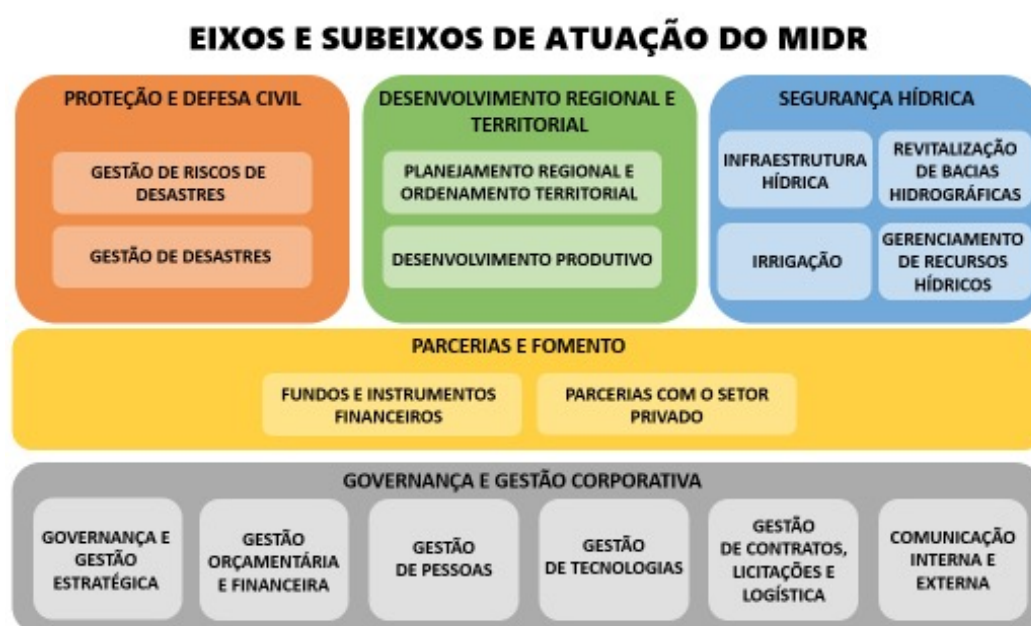 EIXOS E SUBEIXOS DE ATUAÇÃO DO MIDR
PROTEÇÃO E DEFESA CIVIL
GESTÃO DE RISCOS DE
DESASTRES
GESTÃO DE DESASTRES
DESENVOLVIMENTO REGIONAL E
TERRITORIAL
PLANEJAMENTO REGIONAL E
ORDENAMENTO TERRITORIAL
DESENVOLVIMENTO PRODUTIVO
SEGURANÇA HÍDRICA
INFRAESTRUTURA
HÍDRICA
REVITALIZAÇÃO
DE BACIAS
HIDROGRÁFICAS
IRRIGAÇÃO
GERENCIAMENTO
DE RECURSOS
HÍDRICOS
PARCERIAS E FOMENTO
FUNDOS E INSTRUMENTOS
FINANCEIROS
PARCERIAS COM O SETOR
PRIVADO
GOVERNANÇA E GESTÃO CORPORATIVA
GOVERNANÇA E
GESTÃO
ESTRATÉGICA
GESTÃO
ORÇAMENTÁRIA
E FINANCEIRA
GESTÃO
DE PESSOAS
GESTÃO
DE TECNOLOGIAS
GESTÃO
DE CONTRATOS,
LICITAÇÕES E
LOGÍSTICA
COMUNICAÇÃO
INTERNA E
EXTERNA